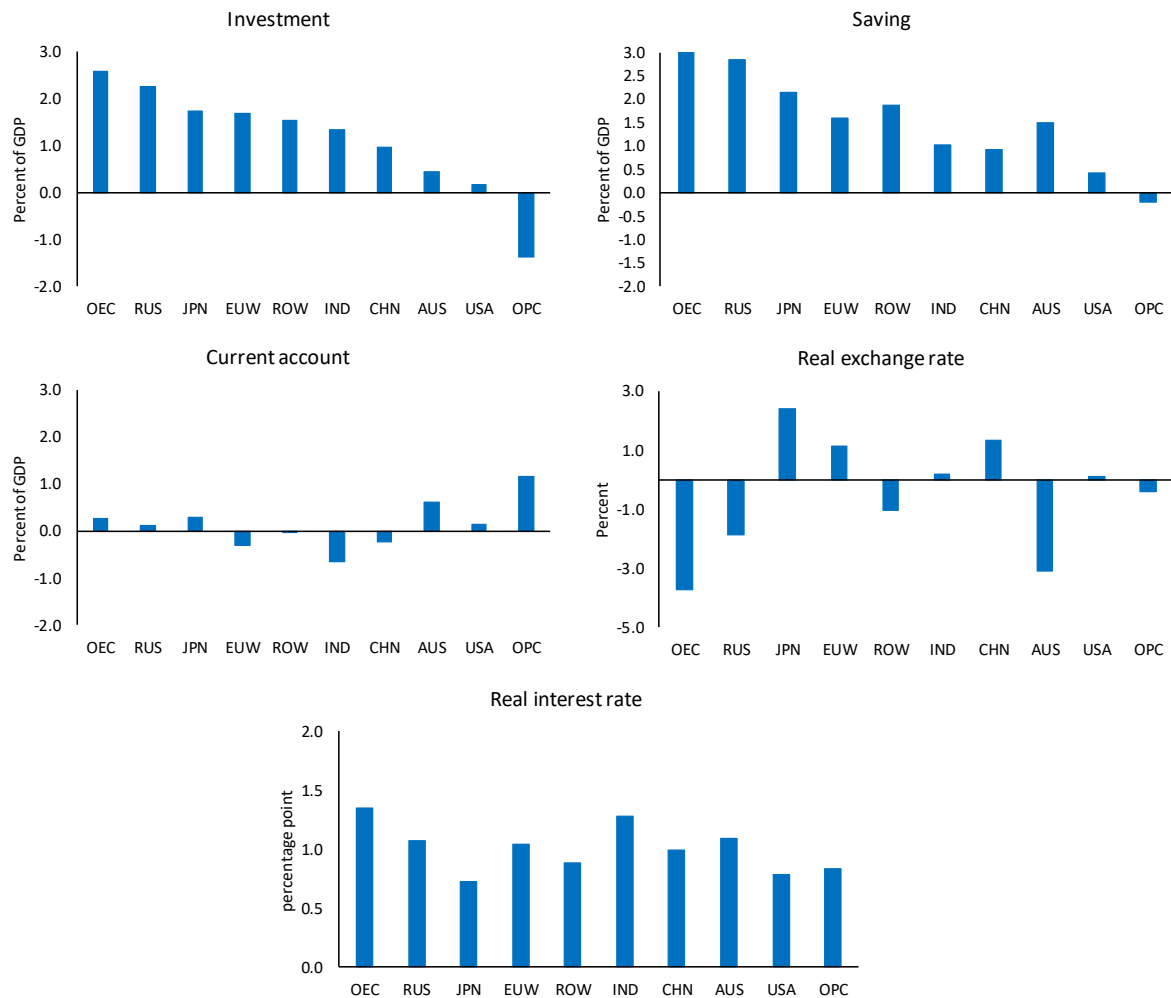 Investment
3.0
2.0
1.0
0.0
-1.0
-2.0
Percent of GDP
OEC RUS JPN EUW ROW IND CHN AUS USA OPC
Saving
3.0
2.5
2.0
1.5
1.0
0.5
0.0
-0.5
-1.0
-1.5
-2.0
Percent of GDP
OEC RUS JPN EUW ROW IND CHN AUS USA OPC
Current account
3.0
2.0
1.0
0.0
-1.0
-2.0
Percent of GDP
OEC RUS JPN EUW ROW IND CHN AUS USA OPC
Real exchange rate
3.0
1.0
-1.0
-3.0
-5.0
Percent
OEC RUS JPN EUW ROW IND CHN AUS USA OPC
Real interest rate
2.0
1.5
1.0
0.5
0.0
percentage point
OEC RUS JPN EUW ROW IND CHN AUS USA OPC